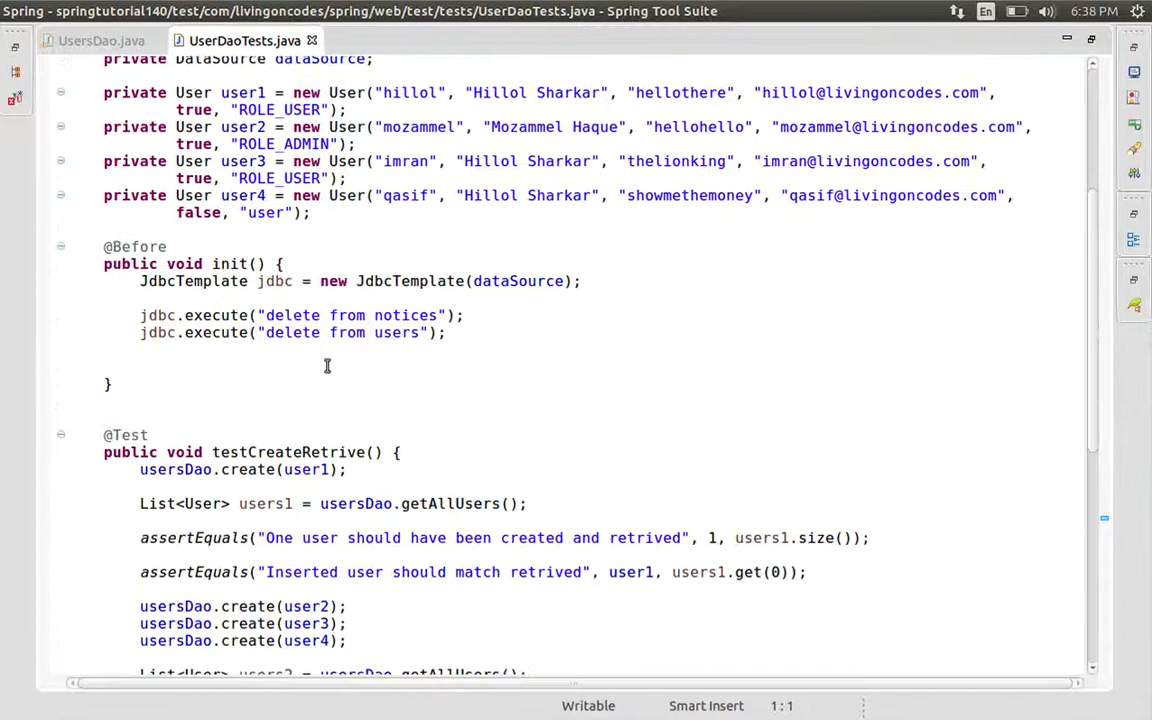 Spring - springtutorial140/test/com/livingoncodes/spring/web/test/tests/UserDaoTests.java - Spring Tool Suite
En
6:38 PM
UsersDao.java
UserDaoTests.java
private DataSource dataSource;
private User user1 = new User("hillol", "Hillol Sharkar", "hellothere", "hillol@livingoncodes.com",
true, "ROLE_USER");
private User user2 = new User("mozammel", "Mozammel Haque", "hellohello", "mozammel@livingoncodes.com",
true, "ROLE_ADMIN");
private User user3 = new User("imran", "Hillol Sharkar", "thelionking", "imran@livingoncodes.com",
true, "ROLE_USER");
private User user4 = new User("qasif", "Hillol Sharkar", "showmethemoney", "qasif@livingoncodes.com",
false, "user");
@Before
public void init() {
JdbcTemplate jdbc = new JdbcTemplate(dataSource);
jdbc.execute("delete from notices");
jdbc.execute("delete from users");
}
@Test
public void testCreateRetrive() {
usersDao.create(user1);
List<User> users1 = usersDao.getAllUsers();
assertEquals("One user should have been created and retrived", 1, users1.size());
assertEquals("Inserted user should match retrived", user1, users1.get(0));
usersDao.create(user2);
usersDao.create(user3);
usersDao.create(user4);
List<User> users2 = usersDao.getAllUsers();
Writable
Smart Insert
1 : 1